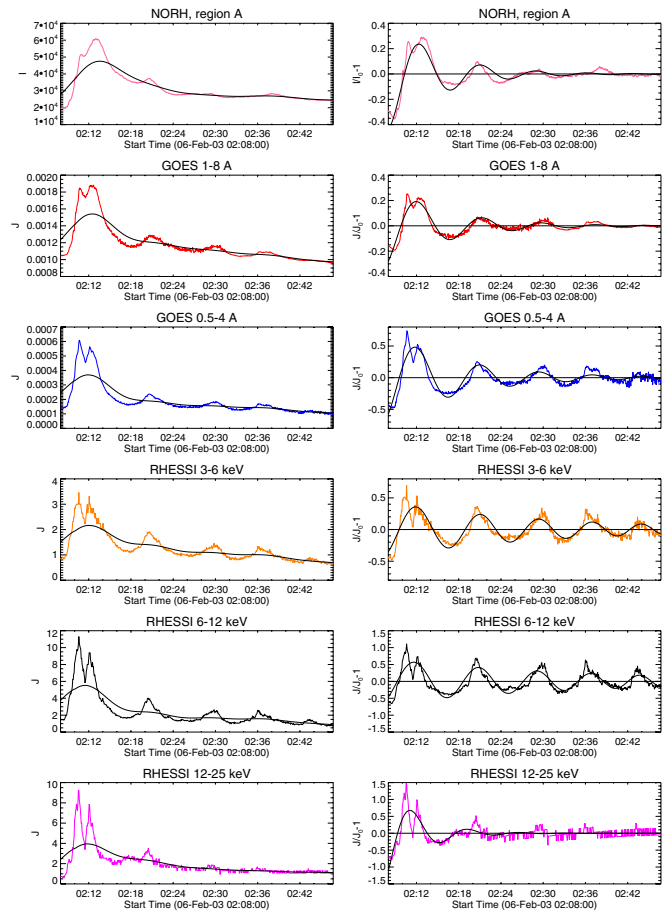 NORH, region A
7•10⁴
6•10⁴
5•10⁴
4•10⁴
3•10⁴
2•10⁴
1•10⁴
I
02:12 02:18 02:24 02:30 02:36 02:42
Start Time (06-Feb-03 02:08:00)
NORH, region A
0.4
0.2
0.0
-0.2
-0.4
I/I₀-1
02:12 02:18 02:24 02:30 02:36 02:42
Start Time (06-Feb-03 02:08:00)
GOES 1-8 A
0.0020
0.0018
0.0016
0.0014
0.0012
0.0010
0.0008
J
02:12 02:18 02:24 02:30 02:36 02:42
Start Time (06-Feb-03 02:08:00)
GOES 1-8 A
0.4
0.2
0.0
-0.2
-0.4
J/J₀-1
02:12 02:18 02:24 02:30 02:36 02:42
Start Time (06-Feb-03 02:08:00)
GOES 0.5-4 A
0.0007
0.0006
0.0005
0.0004
0.0003
0.0002
0.0001
0.0000
J
02:12 02:18 02:24 02:30 02:36 02:42
Start Time (06-Feb-03 02:08:00)
GOES 0.5-4 A
0.5
0.0
-0.5
J/J₀-1
02:12 02:18 02:24 02:30 02:36 02:42
Start Time (06-Feb-03 02:08:00)
RHESSI 3-6 keV
4
3
2
1
0
J
02:12 02:18 02:24 02:30 02:36 02:42
Start Time (06-Feb-03 02:08:00)
RHESSI 3-6 keV
0.5
0.0
-0.5
J/J₀-1
02:12 02:18 02:24 02:30 02:36 02:42
Start Time (06-Feb-03 02:08:00)
RHESSI 6-12 keV
12
10
8
6
4
2
0
J
02:12 02:18 02:24 02:30 02:36 02:42
Start Time (06-Feb-03 02:08:00)
RHESSI 6-12 keV
1.5
1.0
0.5
0.0
-0.5
-1.0
-1.5
J/J₀-1
02:12 02:18 02:24 02:30 02:36 02:42
Start Time (06-Feb-03 02:08:00)
RHESSI 12-25 keV
10
8
6
4
2
0
J
02:12 02:18 02:24 02:30 02:36 02:42
Start Time (06-Feb-03 02:08:00)
RHESSI 12-25 keV
1.5
1.0
0.5
0.0
-0.5
-1.0
-1.5
J/J₀-1
02:12 02:18 02:24 02:30 02:36 02:42
Start Time (06-Feb-03 02:08:00)